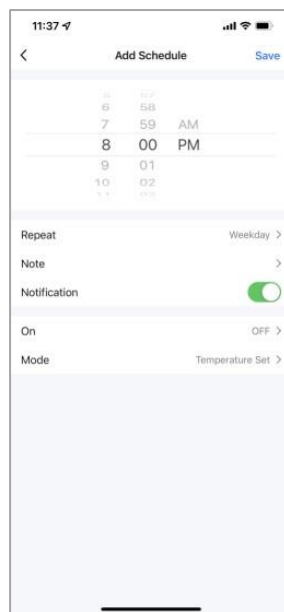 11:37
Add Schedule Save
6 58
7 59 AM
8 00 PM
9 01
10 02
Repeat Weekday
Note
Notification
On OFF
Mode Temperature Set